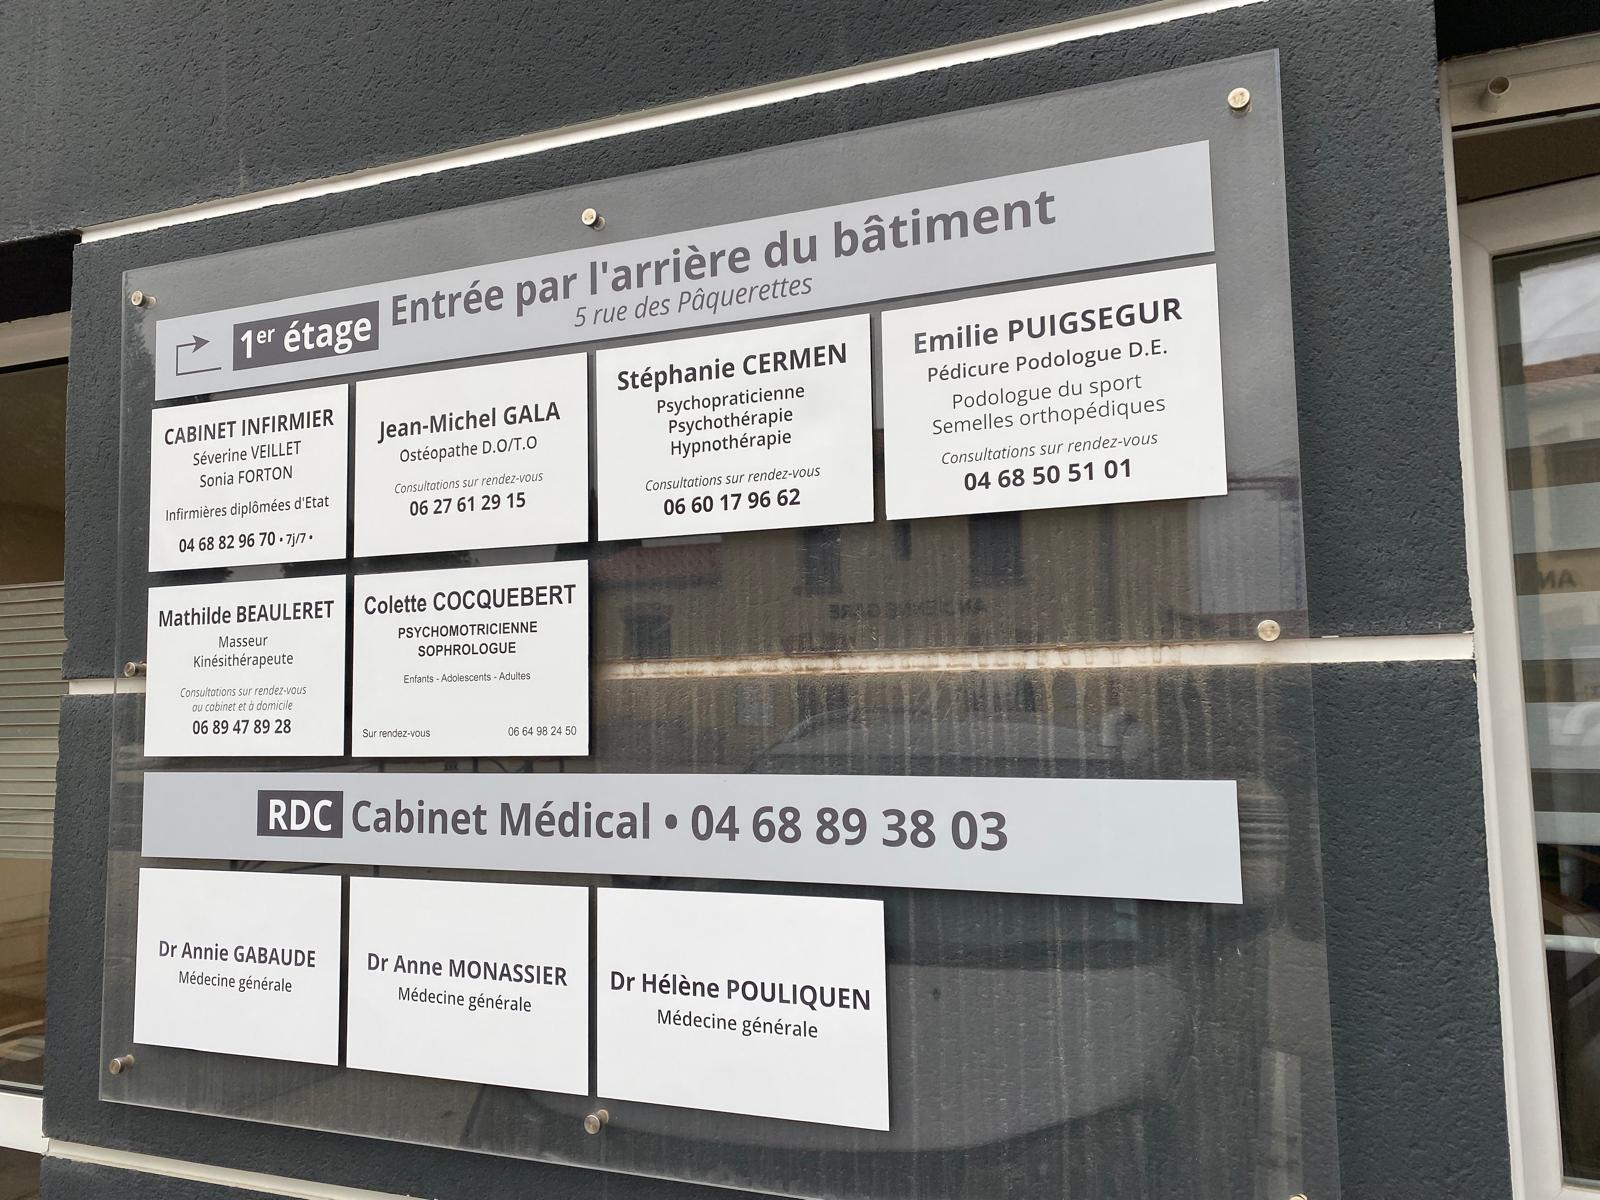 1er étage Entrée par l'arrière du bâtiment
5 rue des Pâquerettes
CABINET INFIRMIER
Séverine VEILLET
Sonia FORTON
Infirmières diplômées d'Etat
04 68 82 96 70 • 7j/7 •
Jean-Michel GALA
Ostéopathe D.O/T.O
Consultations sur rendez-vous
06 27 61 29 15
Stéphanie CERMEN
Psychopraticienne
Psychothérapie
Hypnothérapie
Consultations sur rendez-vous
06 60 17 96 62
Emilie PUIGSEGUR
Pédicure Podologue D.E.
Podologue du sport
Semelles orthopédiques
Consultations sur rendez-vous
04 68 50 51 01
Mathilde BEAULERET
Masseur
Kinésithérapeute
Consultations sur rendez-vous
au cabinet et à domicile
06 89 47 89 28
Colette COCQUEBERT
PSYCHOMOTRICIENNE
SOPHROLOGUE
Enfants - Adolescents - Adultes
Sur rendez-vous 06 64 98 24 50
ANCIENNE GARE
RDC Cabinet Médical • 04 68 89 38 03
Dr Annie GABAUDE
Médecine générale
Dr Anne MONASSIER
Médecine générale
Dr Hélène POULIQUEN
Médecine générale